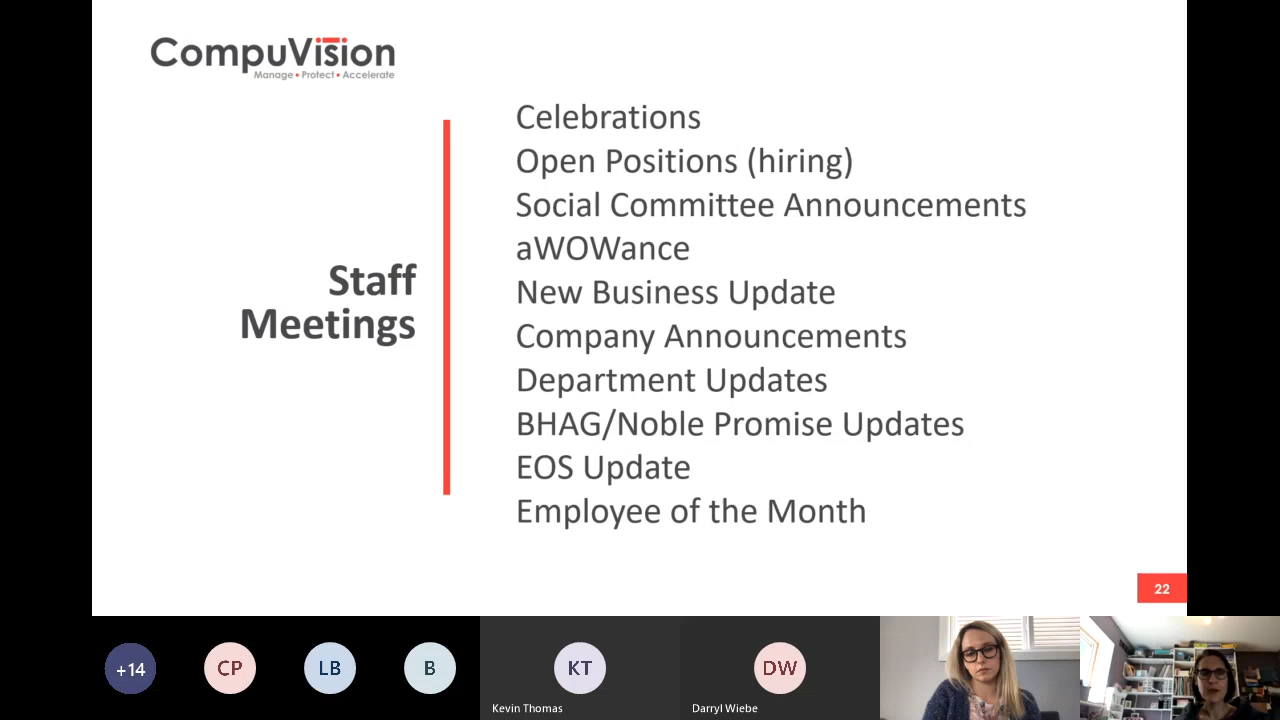 CompuVision
Manage • Protect • Accelerate
Staff
Meetings
Celebrations
Open Positions (hiring)
Social Committee Announcements
aWOWance
New Business Update
Company Announcements
Department Updates
BHAG/Noble Promise Updates
EOS Update
Employee of the Month
22
+14
CP
LB
B
KT
Kevin Thomas
DW
Darryl Wiebe